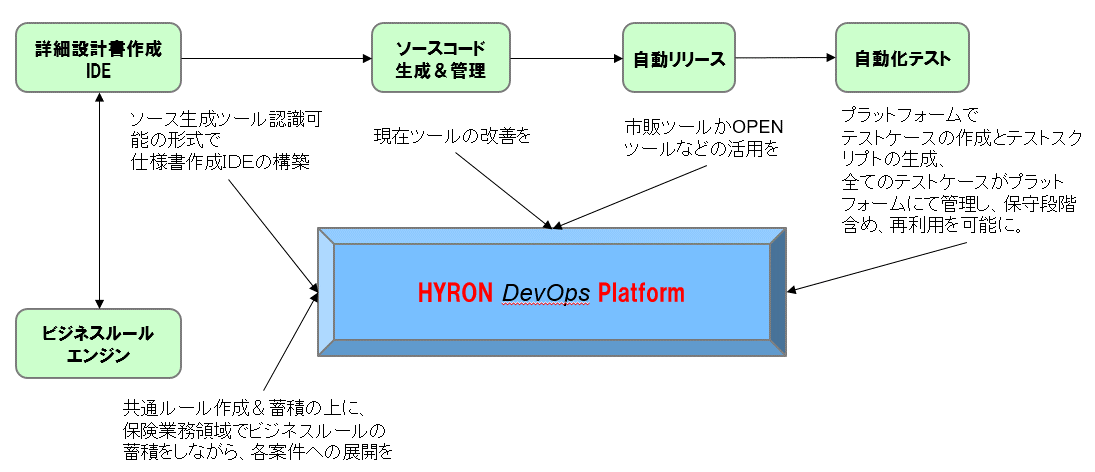 詳細設計書作成
IDE
ソースコード
生成＆管理
自動リリース
自動化テスト
ソース生成ツール認識可
能の形式で
仕様書作成IDEの構築
現在ツールの改善を
市販ツールかOPEN
ツールなどの活用を
プラットフォームで
テストケースの作成とテストスク
リプトの生成、
全てのテストケースがプラット
フォームにて管理し、保守段階
含め、再利用を可能に。
HYRON DevOps Platform
ビジネスルール
エンジン
共通ルール作成＆蓄積の上に、
保険業務領域でビジネスルールの
蓄積をしながら、各案件への展開を